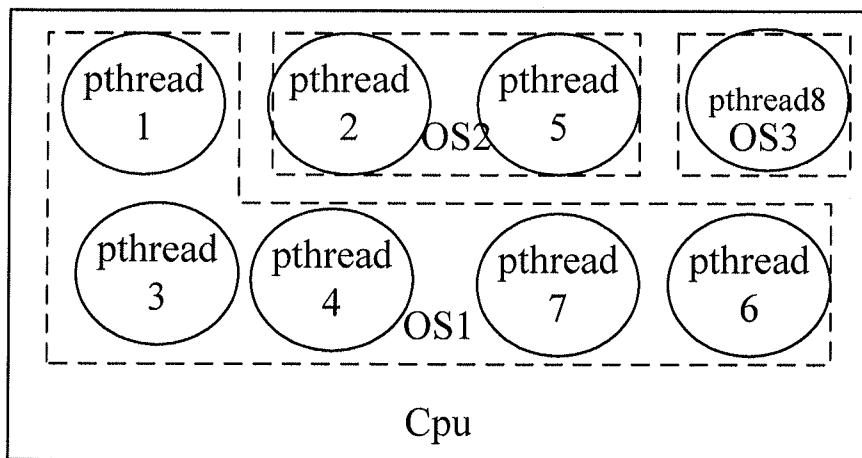 pthread
1
pthread
2
OS2
pthread
5
pthread8
OS3
pthread
3
pthread
4
OS1
pthread
7
pthread
6
Cpu